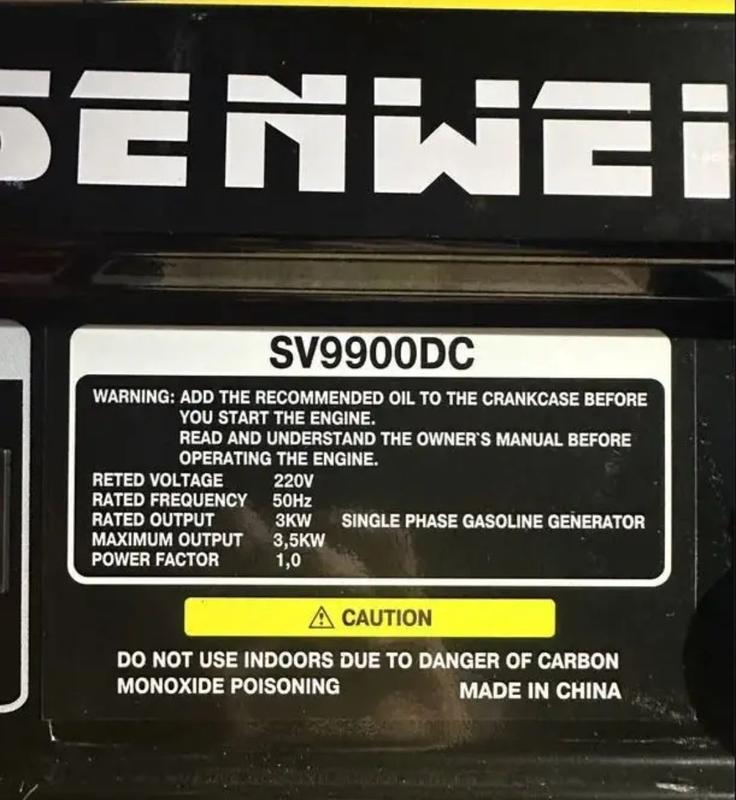 SENWEI
SV9900DC
WARNING: ADD THE RECOMMENDED OIL TO THE CRANKCASE BEFORE
YOU START THE ENGINE.
READ AND UNDERSTAND THE OWNER`S MANUAL BEFORE
OPERATING THE ENGINE.
RETED VOLTAGE 220V
RATED FREQUENCY 50Hz
RATED OUTPUT 3KW SINGLE PHASE GASOLINE GENERATOR
MAXIMUM OUTPUT 3,5KW
POWER FACTOR 1,0
⚠ CAUTION
DO NOT USE INDOORS DUE TO DANGER OF CARBON
MONOXIDE POISONING MADE IN CHINA